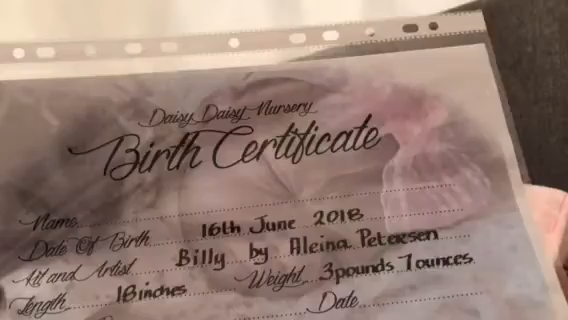 Daisy Daisy Nursery
Birth Certificate
Name
Date Of Birth 16th June 2018
Kit and Artist Billy by Aleina Petersen
Length 18inches Weight 3pounds 7ounces
Date